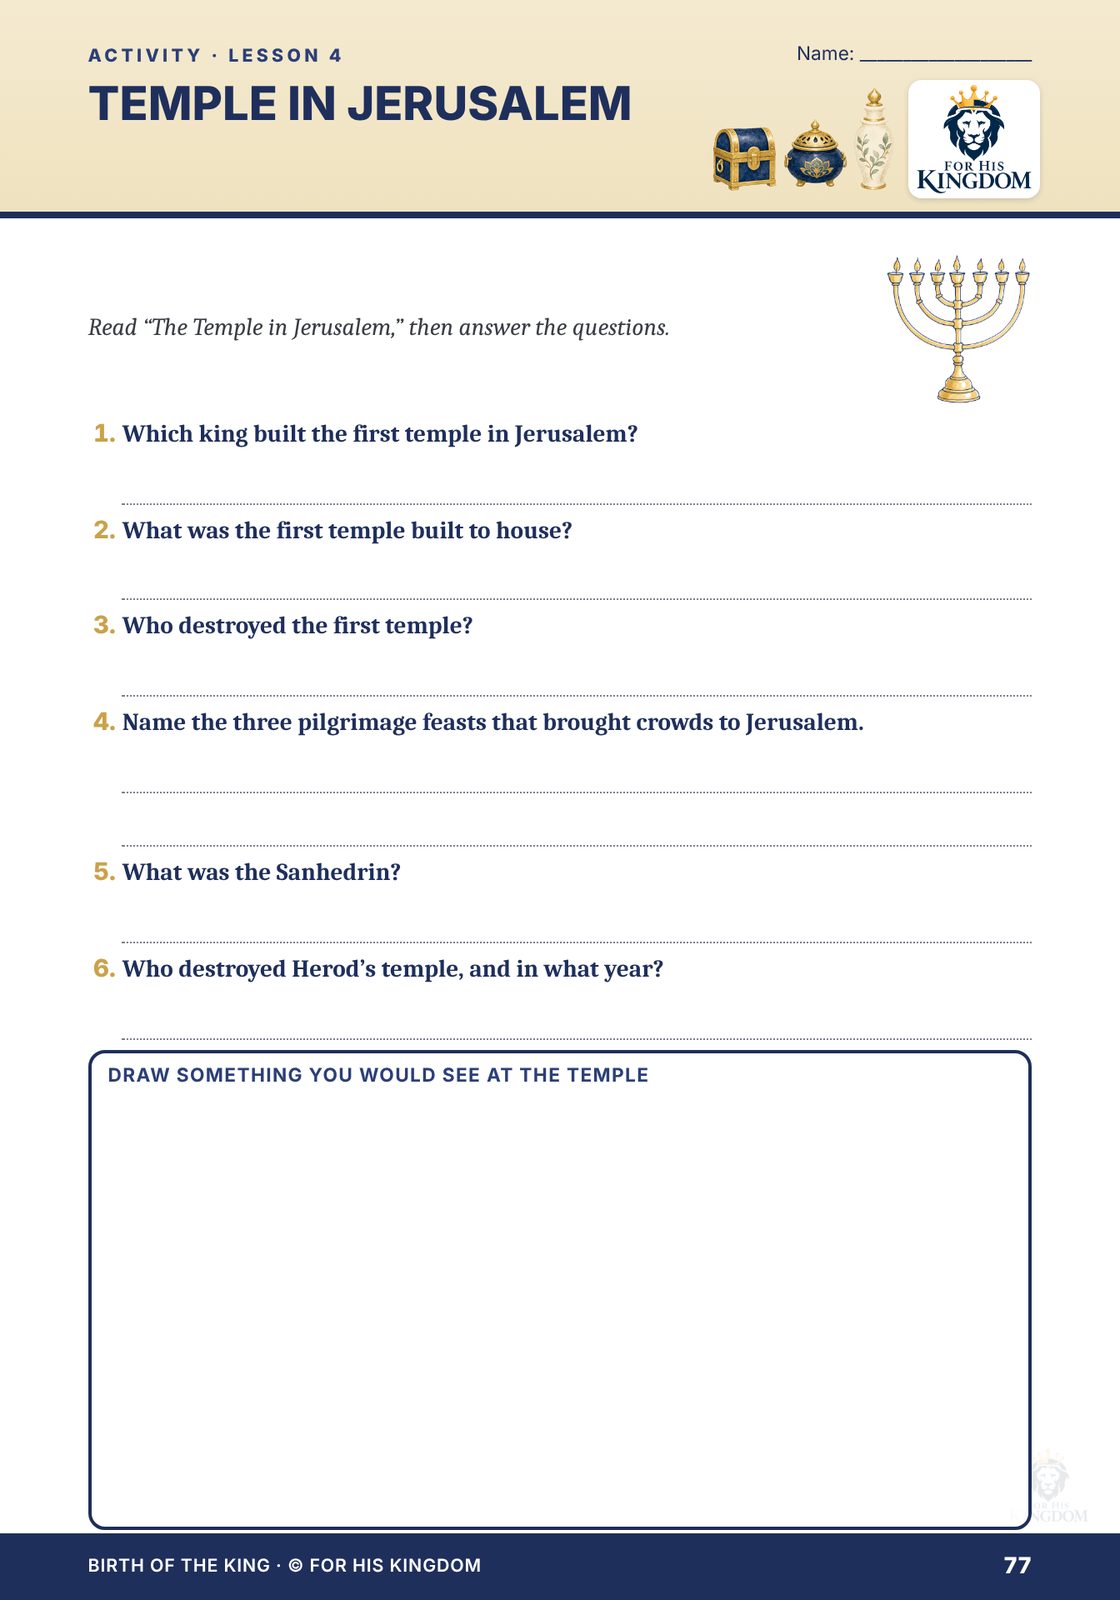 ACTIVITY · LESSON 4
Name: ____________________
TEMPLE IN JERUSALEM
FOR HIS
KINGDOM
Read “The Temple in Jerusalem,” then answer the questions.
1. Which king built the first temple in Jerusalem?
2. What was the first temple built to house?
3. Who destroyed the first temple?
4. Name the three pilgrimage feasts that brought crowds to Jerusalem.
5. What was the Sanhedrin?
6. Who destroyed Herod’s temple, and in what year?
DRAW SOMETHING YOU WOULD SEE AT THE TEMPLE
FOR HIS
KINGDOM
BIRTH OF THE KING · © FOR HIS KINGDOM
77